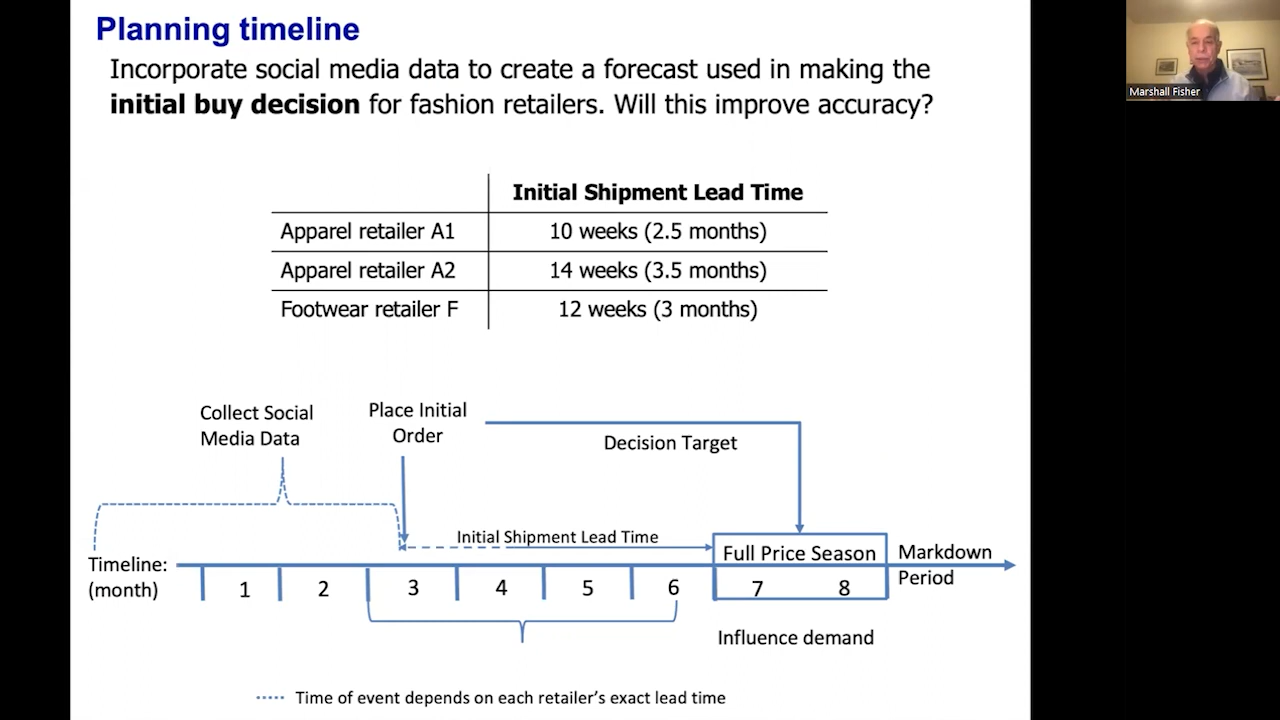 Planning timeline
Incorporate social media data to create a forecast used in making the
initial buy decision for fashion retailers. Will this improve accuracy?
Marshall Fisher
Initial Shipment Lead Time
Apparel retailer A1 10 weeks (2.5 months)
Apparel retailer A2 14 weeks (3.5 months)
Footwear retailer F 12 weeks (3 months)
Collect Social
Media Data
Place Initial
Order
Decision Target
Initial Shipment Lead Time
Full Price Season
Markdown
Period
Timeline:
(month)
1 2 3 4 5 6 7 8
Influence demand
Time of event depends on each retailer's exact lead time